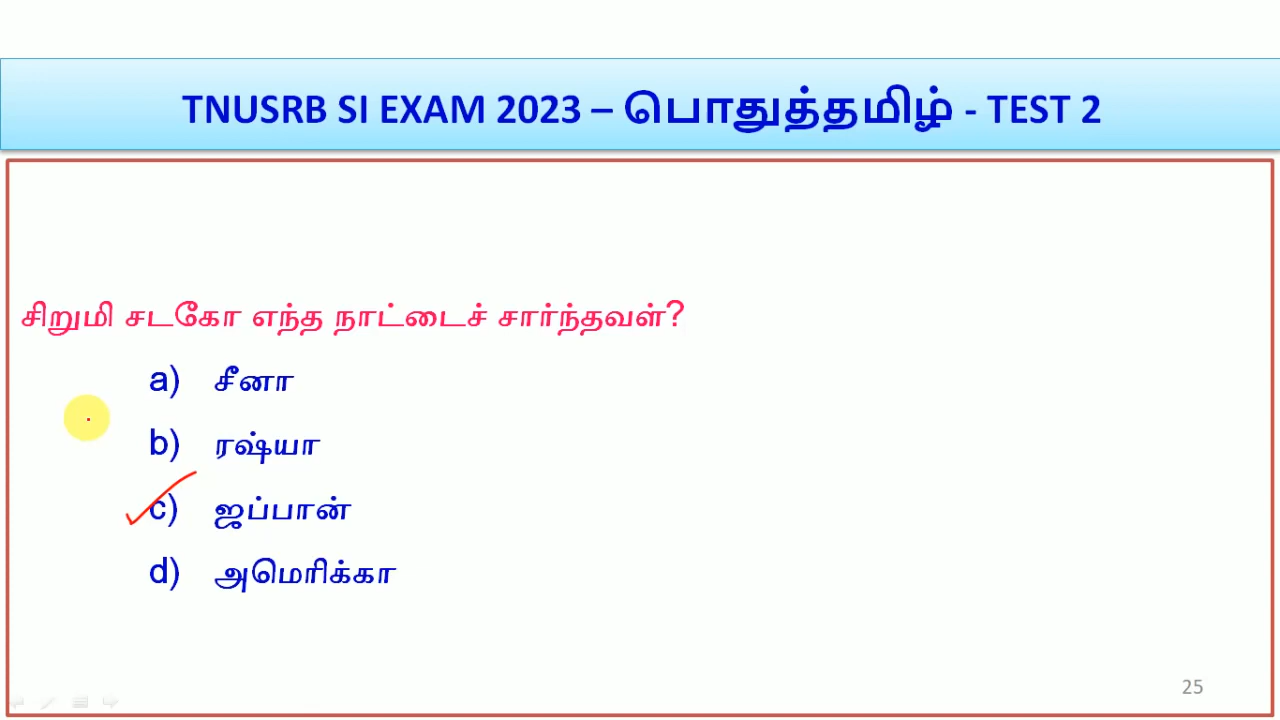 TNUSRB SI EXAM 2023 – பொதுத்தமிழ் - TEST 2
சிறுமி சடகோ எந்த நாட்டைச் சார்ந்தவள்?
a) சீனா
b) ரஷ்யா
c) ஜப்பான்
d) அமெரிக்கா
25